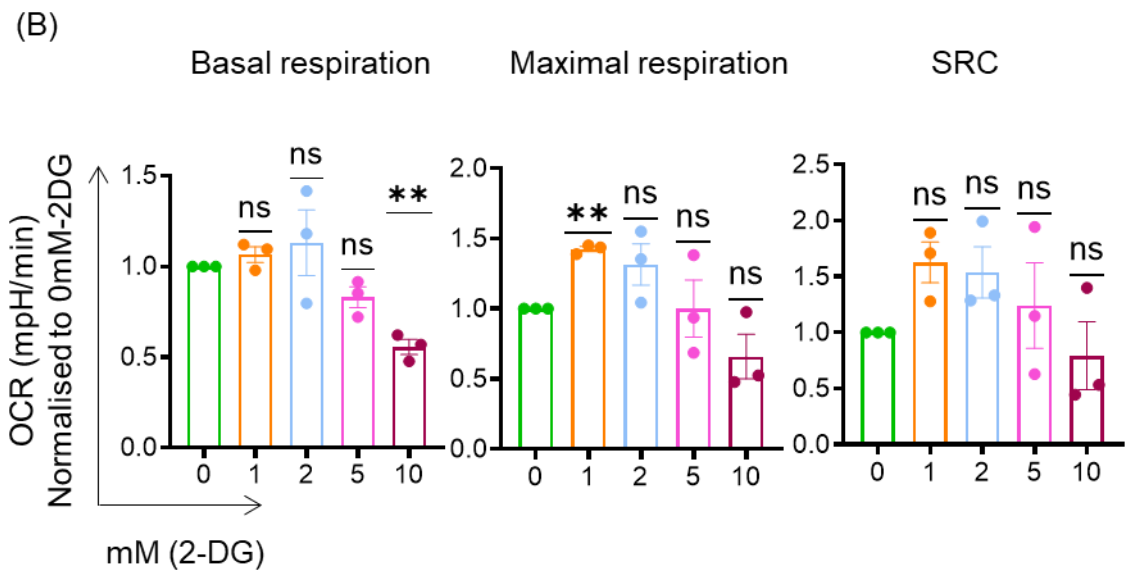 (B)
Basal respiration
Maximal respiration
SRC
OCR (mpH/min)
Normalised to 0mM-2DG
1.5
1.0
0.5
0.0
ns
ns
ns
**
0 1 2 5 10
2.0
1.5
1.0
0.5
0.0
**
ns
ns
ns
0 1 2 5 10
2.5
2.0
1.5
1.0
0.5
0.0
ns
ns
ns
ns
0 1 2 5 10
mM (2-DG)